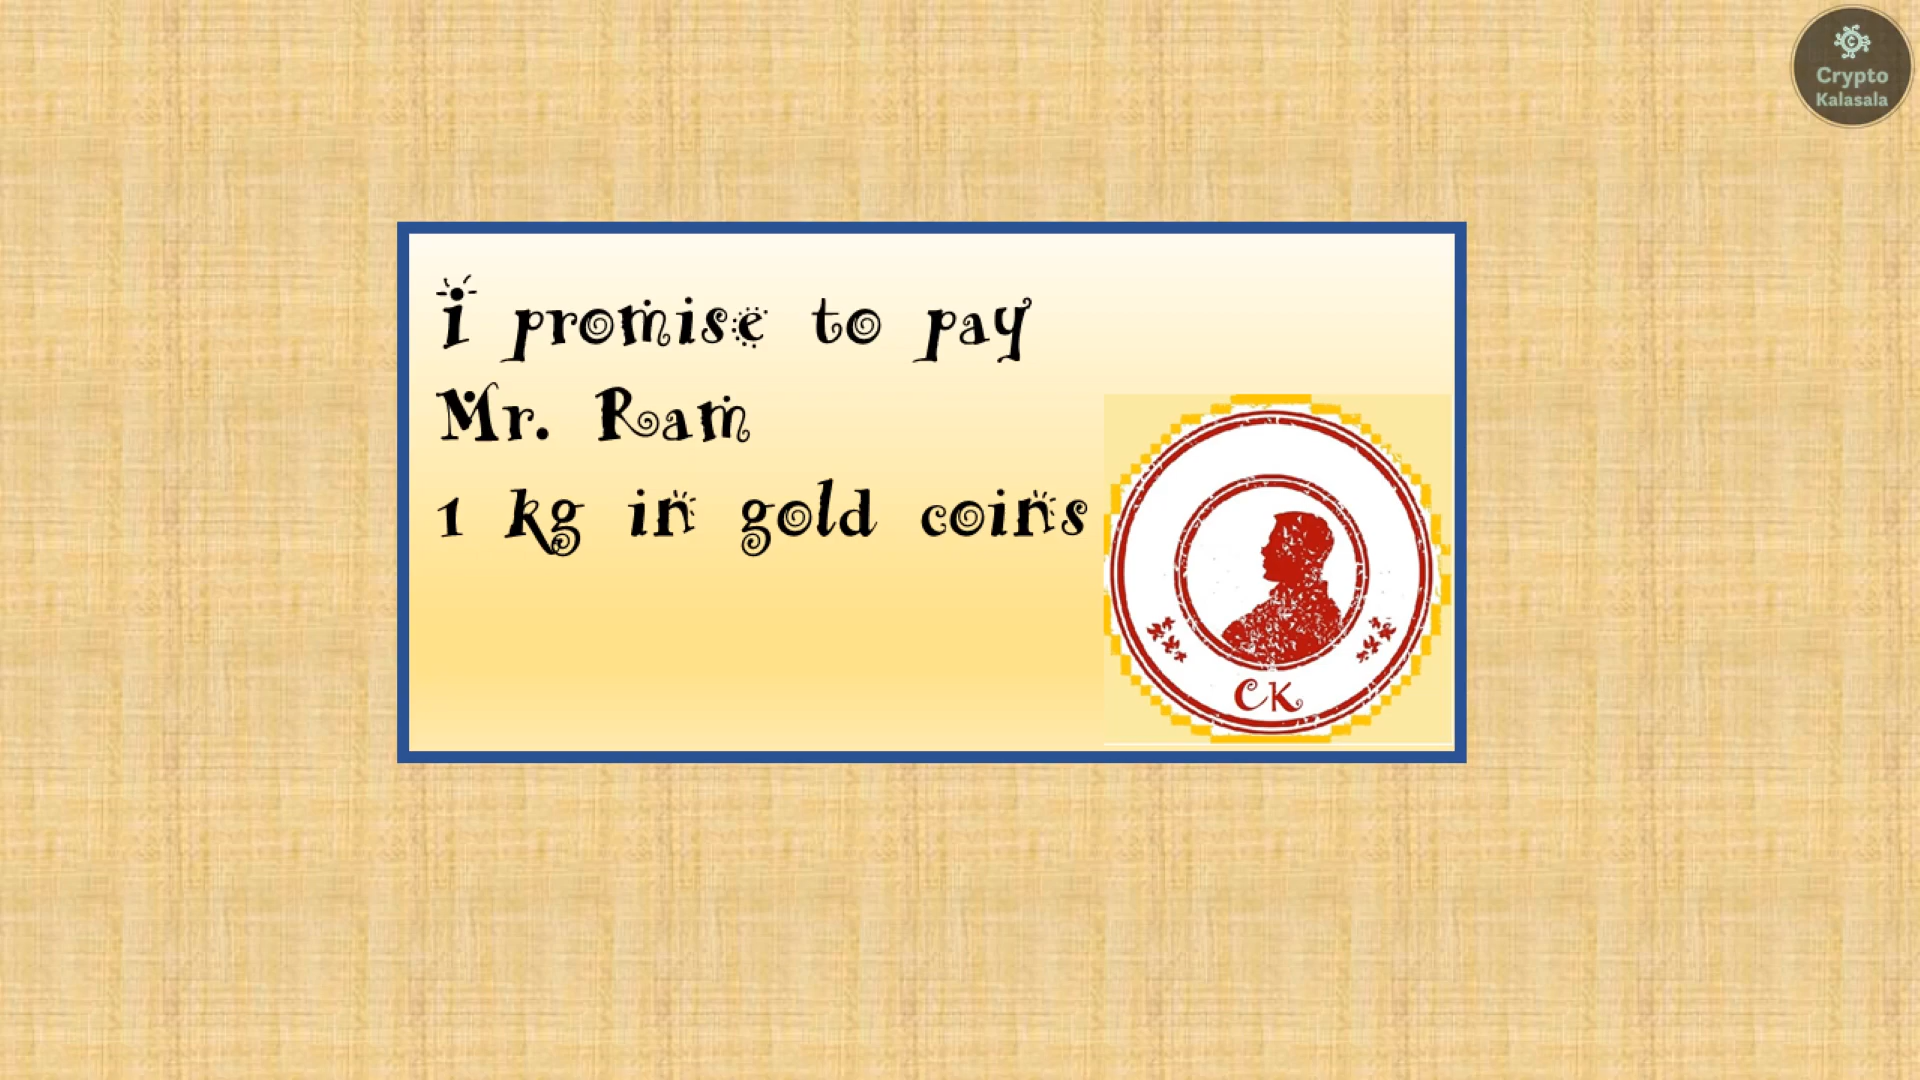 I promise to pay
Mr. Ram
1 kg in gold coins
CK
Crypto
Kalasala